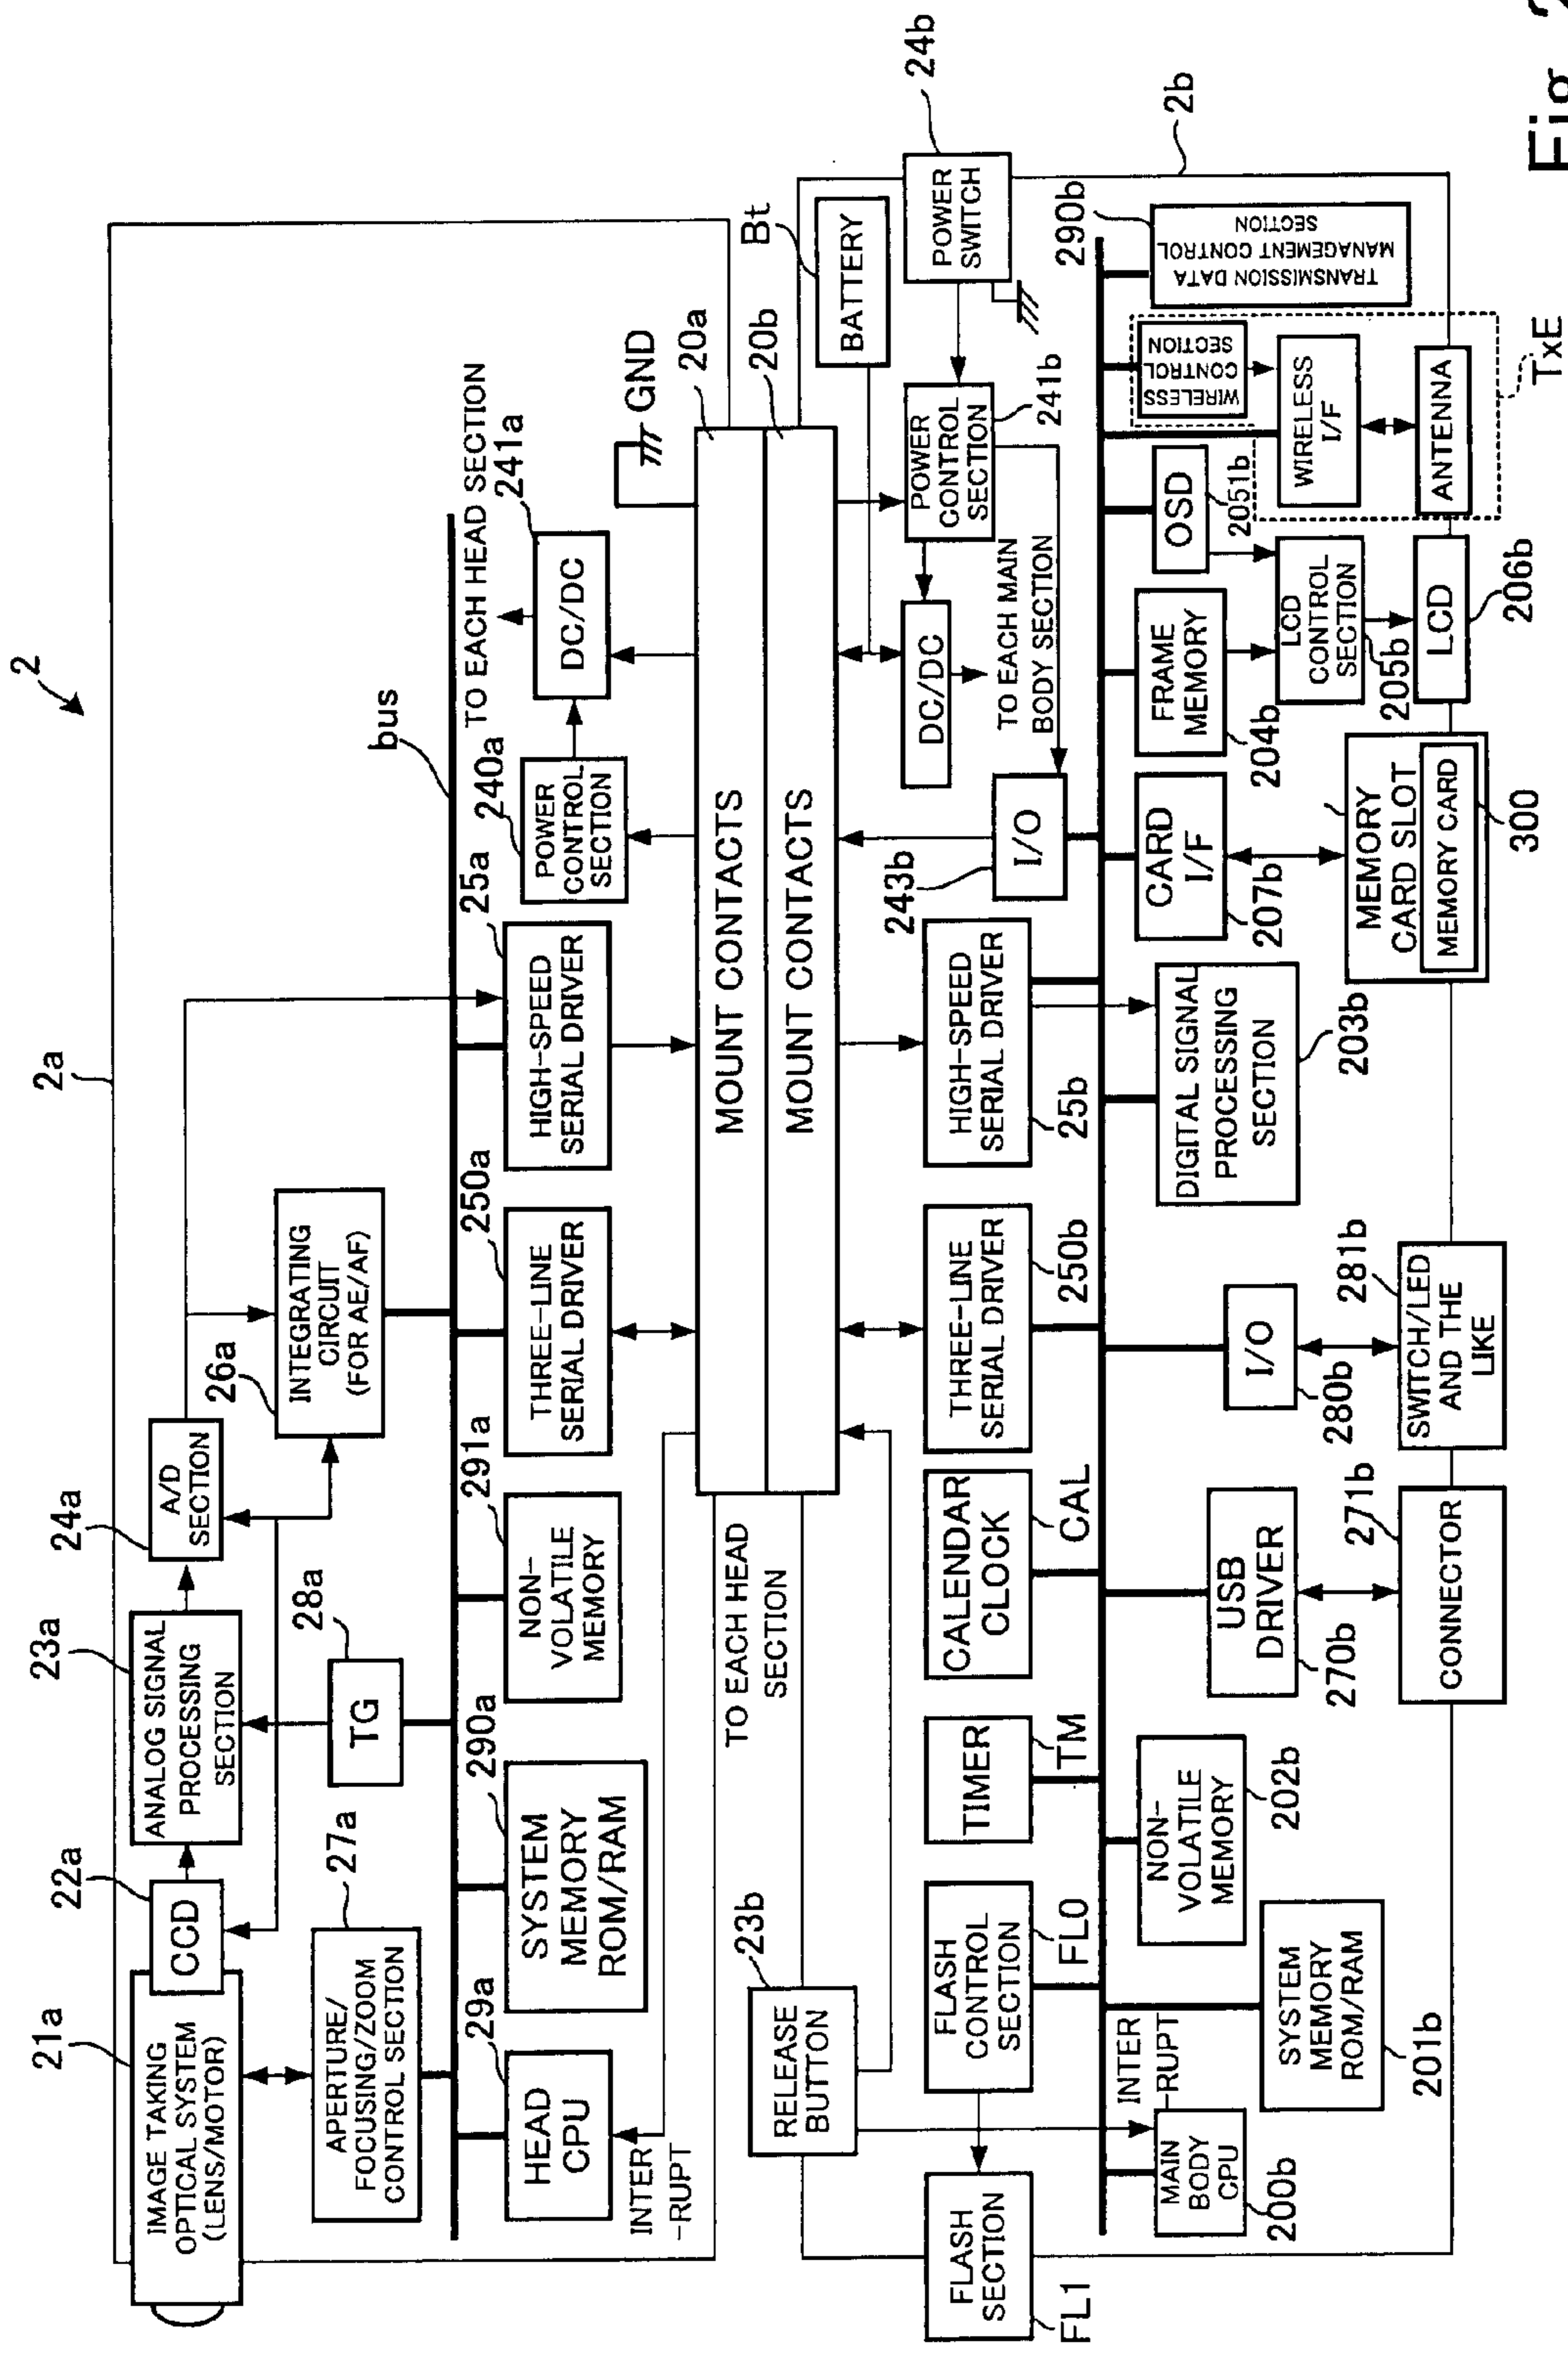 2
2a
21a
IMAGE TAKING
OPTICAL SYSTEM
(LENS/MOTOR)
22a
CCD
23a
ANALOG SIGNAL
PROCESSING
SECTION
24a
A/D
SECTION
26a
INTEGRATING
CIRCUIT
(FOR AE/AF)
27a
APERTURE/
FOCUSING/ZOOM
CONTROL SECTION
28a
TG
bus
29a
HEAD
CPU
INTER
-RUPT
290a
SYSTEM
MEMORY
ROM/RAM
291a
NON-
VOLATILE
MEMORY
250a
THREE-LINE
SERIAL DRIVER
25a
HIGH-SPEED
SERIAL DRIVER
240a
POWER
CONTROL
SECTION
241a
DC/DC
TO EACH HEAD SECTION
GND
20a
MOUNT CONTACTS
20b
MOUNT CONTACTS
TO EACH HEAD
SECTION
23b
RELEASE
BUTTON
Bt
BATTERY
24b
POWER
SWITCH
2b
FLASH
SECTION
FL1
FLASH
CONTROL
SECTION
FL0
TIMER
TM
CALENDAR
CLOCK
CAL
THREE-LINE
SERIAL DRIVER
250b
HIGH-SPEED
SERIAL DRIVER
25b
243b
I/O
DC/DC
TO EACH MAIN
BODY SECTION
POWER
CONTROL
SECTION
241b
INTER
-RUPT
MAIN
BODY
CPU
200b
SYSTEM
MEMORY
ROM/RAM
201b
NON-
VOLATILE
MEMORY
202b
USB
DRIVER
270b
CONNECTOR
271b
I/O
280b
SWITCH/LED
AND THE
LIKE
281b
DIGITAL SIGNAL
PROCESSING
SECTION
203b
CARD
I/F
207b
MEMORY
CARD SLOT
MEMORY CARD
300
FRAME
MEMORY
204b
OSD
2051b
LCD
CONTROL
SECTION
205b
LCD
206b
WIRELESS
CONTROL
SECTION
WIRELESS
I/F
ANTENNA
TxE
290b
TRANSMISSION DATA
MANAGEMENT CONTROL
SECTION
Fig. 2